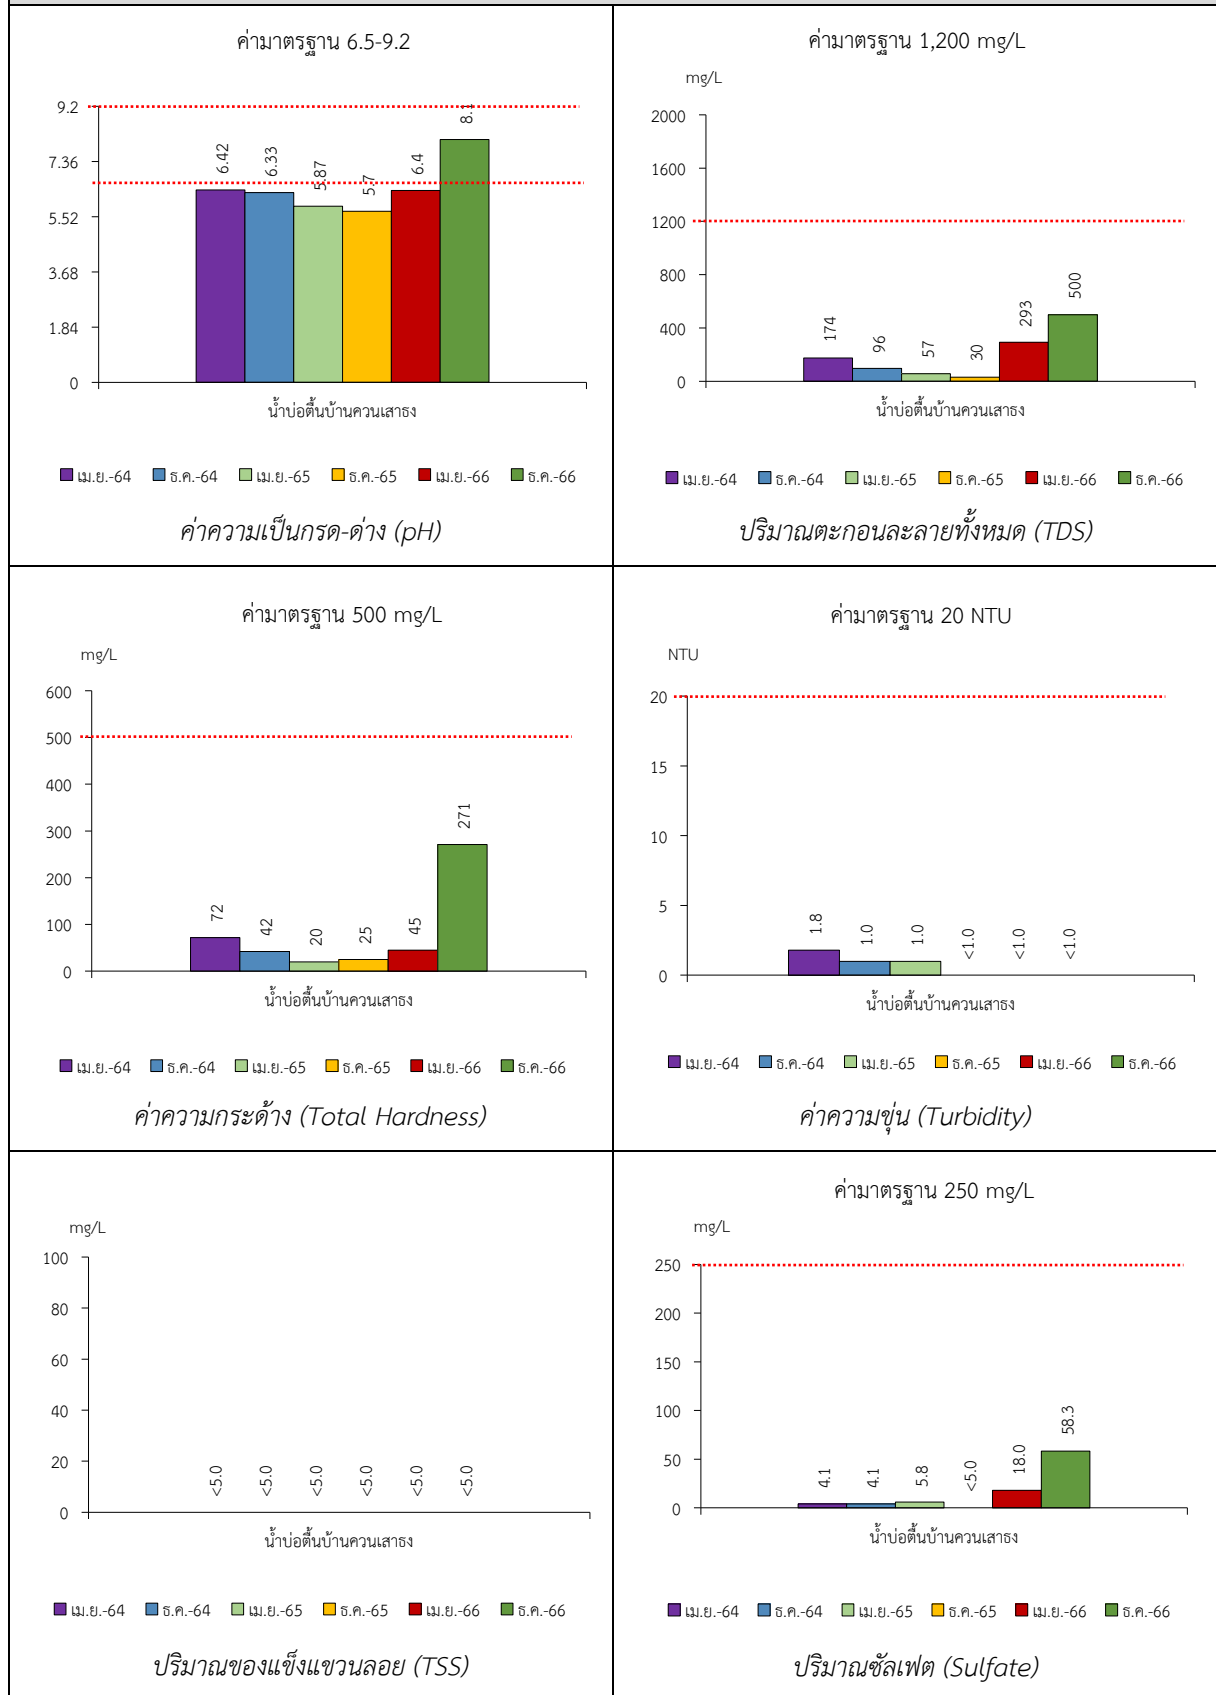 ค่ามาตรฐาน 6.5-9.2
9.2
7.36
5.52
3.68
1.84
0
6.42
6.33
5.87
5.7
6.4
8.1
น้ำบ่อตื้นบ้านควนเสาธง
เม.ย.-64 ธ.ค.-64 เม.ย.-65 ธ.ค.-65 เม.ย.-66 ธ.ค.-66
ค่าความเป็นกรด-ด่าง (pH)
ค่ามาตรฐาน 1,200 mg/L
mg/L
2000
1600
1200
800
400
0
174
96
57
30
293
500
น้ำบ่อตื้นบ้านควนเสาธง
เม.ย.-64 ธ.ค.-64 เม.ย.-65 ธ.ค.-65 เม.ย.-66 ธ.ค.-66
ปริมาณตะกอนละลายทั้งหมด (TDS)
ค่ามาตรฐาน 500 mg/L
mg/L
600
500
400
300
200
100
0
72
42
20
25
45
271
น้ำบ่อตื้นบ้านควนเสาธง
เม.ย.-64 ธ.ค.-64 เม.ย.-65 ธ.ค.-65 เม.ย.-66 ธ.ค.-66
ค่าความกระด้าง (Total Hardness)
ค่ามาตรฐาน 20 NTU
NTU
20
15
10
5
0
1.8
1.0
1.0
<1.0
<1.0
<1.0
น้ำบ่อตื้นบ้านควนเสาธง
เม.ย.-64 ธ.ค.-64 เม.ย.-65 ธ.ค.-65 เม.ย.-66 ธ.ค.-66
ค่าความขุ่น (Turbidity)
mg/L
100
80
60
40
20
0
<5.0
<5.0
<5.0
<5.0
<5.0
<5.0
น้ำบ่อตื้นบ้านควนเสาธง
เม.ย.-64 ธ.ค.-64 เม.ย.-65 ธ.ค.-65 เม.ย.-66 ธ.ค.-66
ปริมาณของแข็งแขวนลอย (TSS)
ค่ามาตรฐาน 250 mg/L
mg/L
250
200
150
100
50
0
4.1
4.1
5.8
<5.0
18.0
58.3
น้ำบ่อตื้นบ้านควนเสาธง
เม.ย.-64 ธ.ค.-64 เม.ย.-65 ธ.ค.-65 เม.ย.-66 ธ.ค.-66
ปริมาณซัลเฟต (Sulfate)